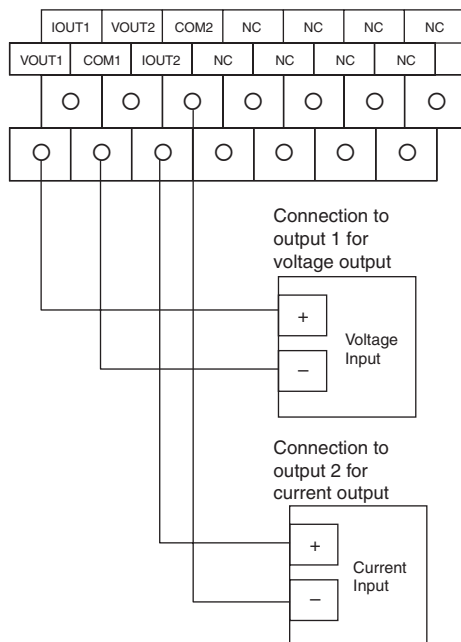 IOUT1 VOUT2 COM2 NC NC NC NC
VOUT1 COM1 IOUT2 NC NC NC NC
Connection to
output 1 for
voltage output
+
Voltage
Input
−
Connection to
output 2 for
current output
+
Current
Input
−